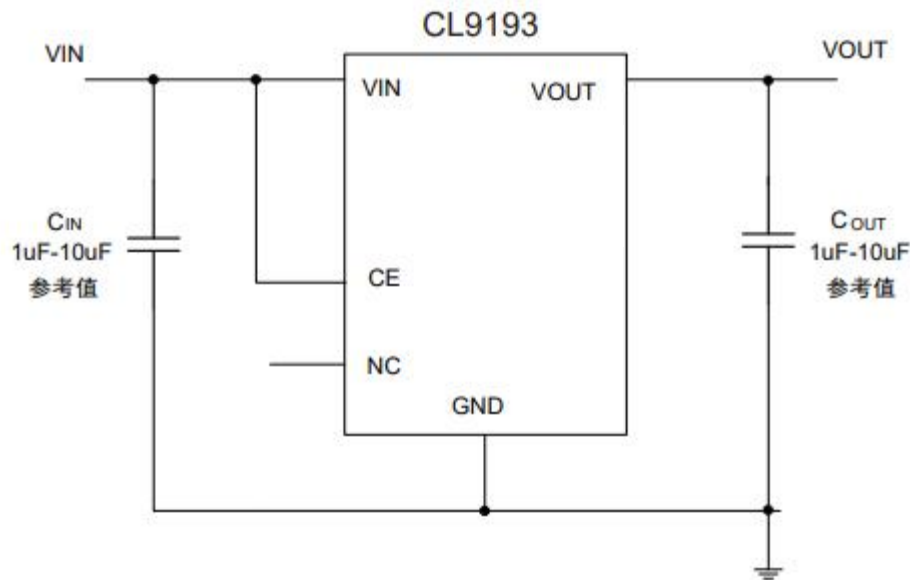 CL9193
VIN
VOUT
VIN
VOUT
CIN
1uF-10uF
参考值
COUT
1uF-10uF
参考值
CE
NC
GND